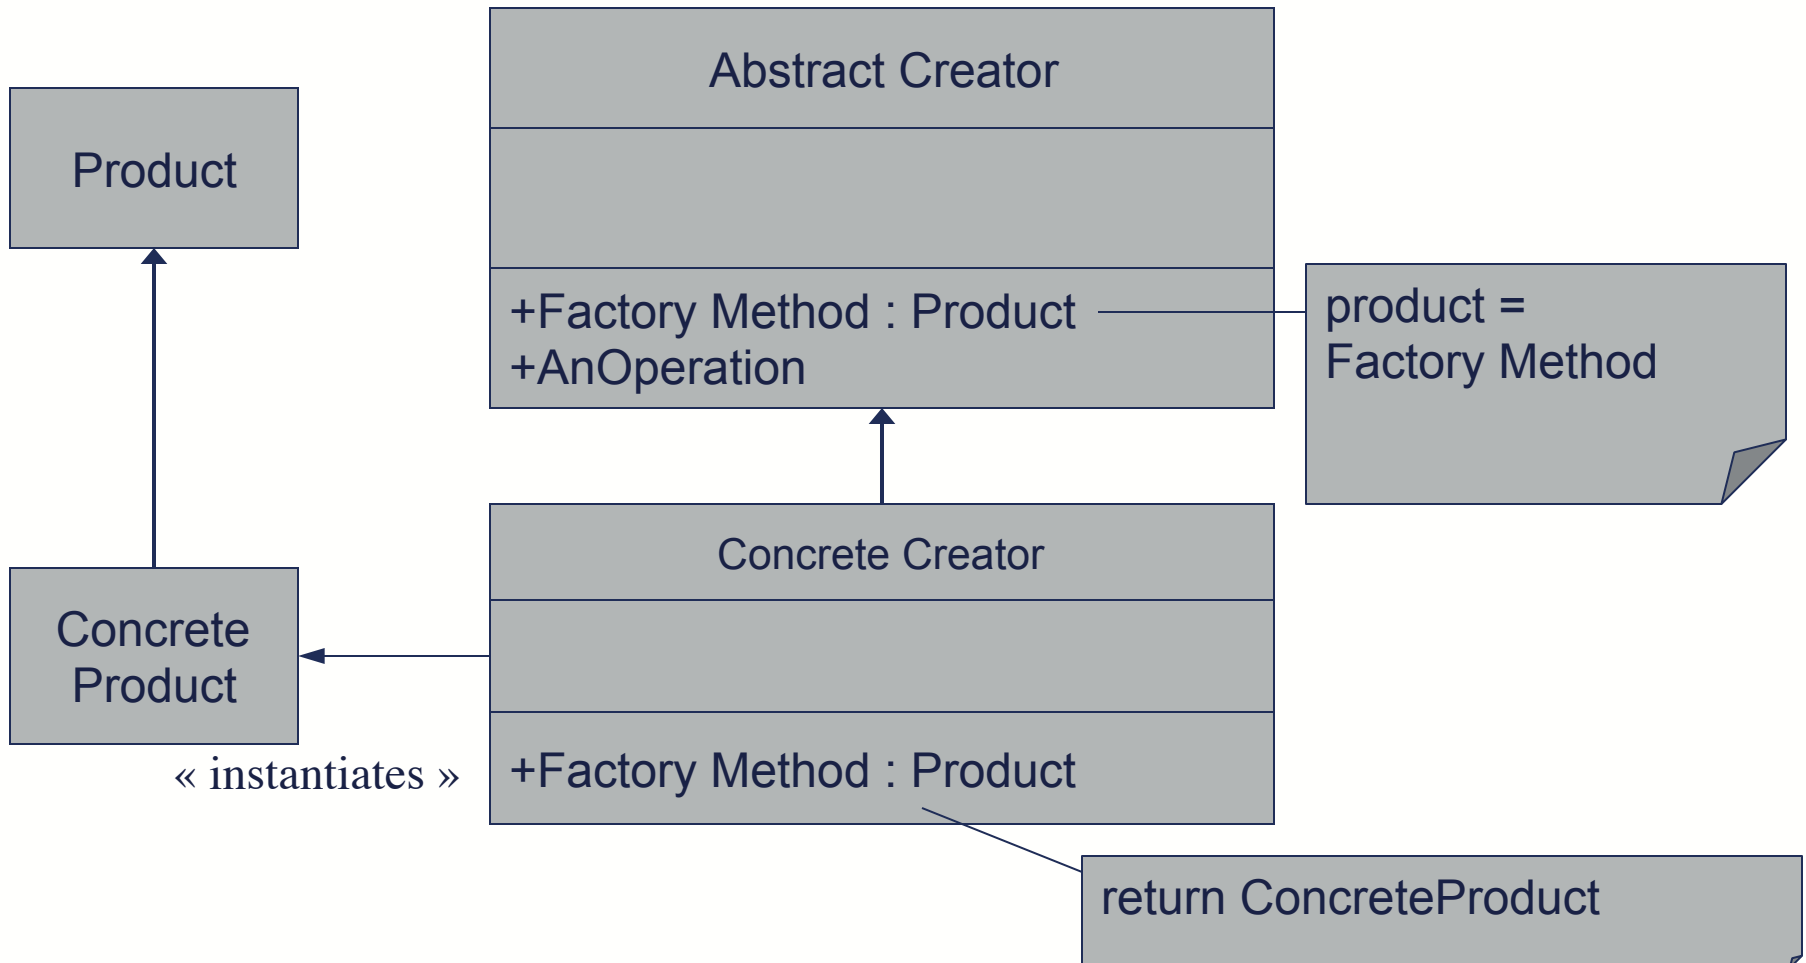 Abstract Creator
Product
+Factory Method : Product
+AnOperation
product =
Factory Method
Concrete Creator
Concrete
Product
« instantiates »
+Factory Method : Product
return ConcreteProduct